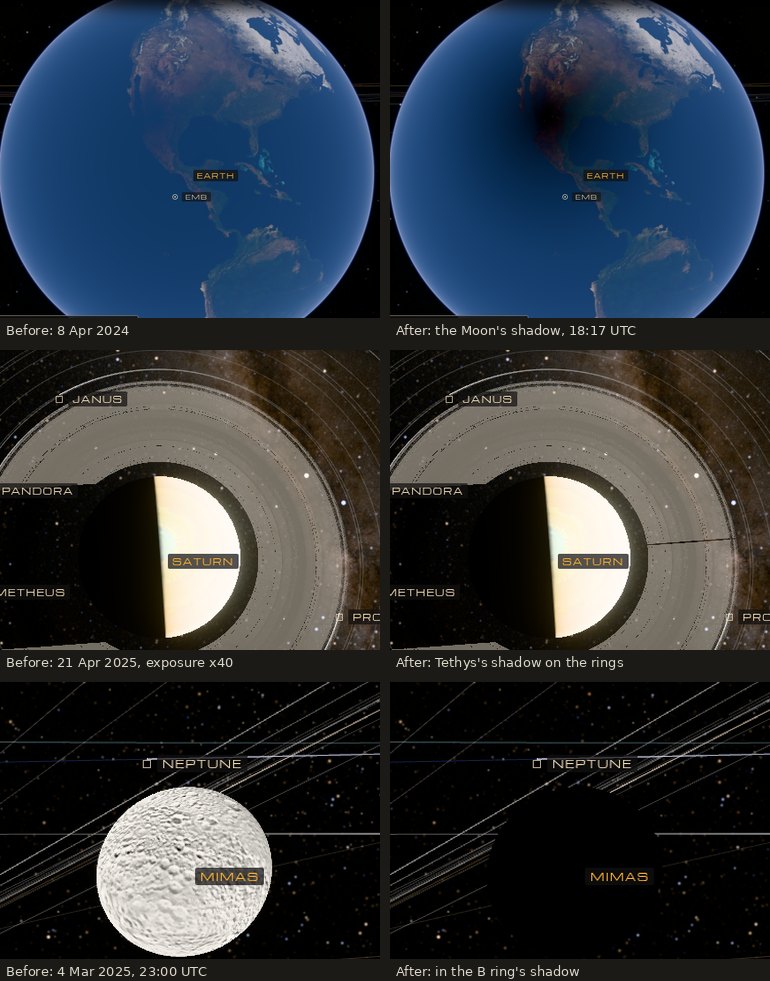 EARTH
EARTH
EMB
EMB
Before: 8 Apr 2024
After: the Moon's shadow, 18:17 UTC
JANUS
JANUS
PANDORA
PANDORA
SATURN
SATURN
METHEUS
METHEUS
PRO
PRO
Before: 21 Apr 2025, exposure x40
After: Tethys's shadow on the rings
NEPTUNE
NEPTUNE
MIMAS
MIMAS
Before: 4 Mar 2025, 23:00 UTC
After: in the B ring's shadow